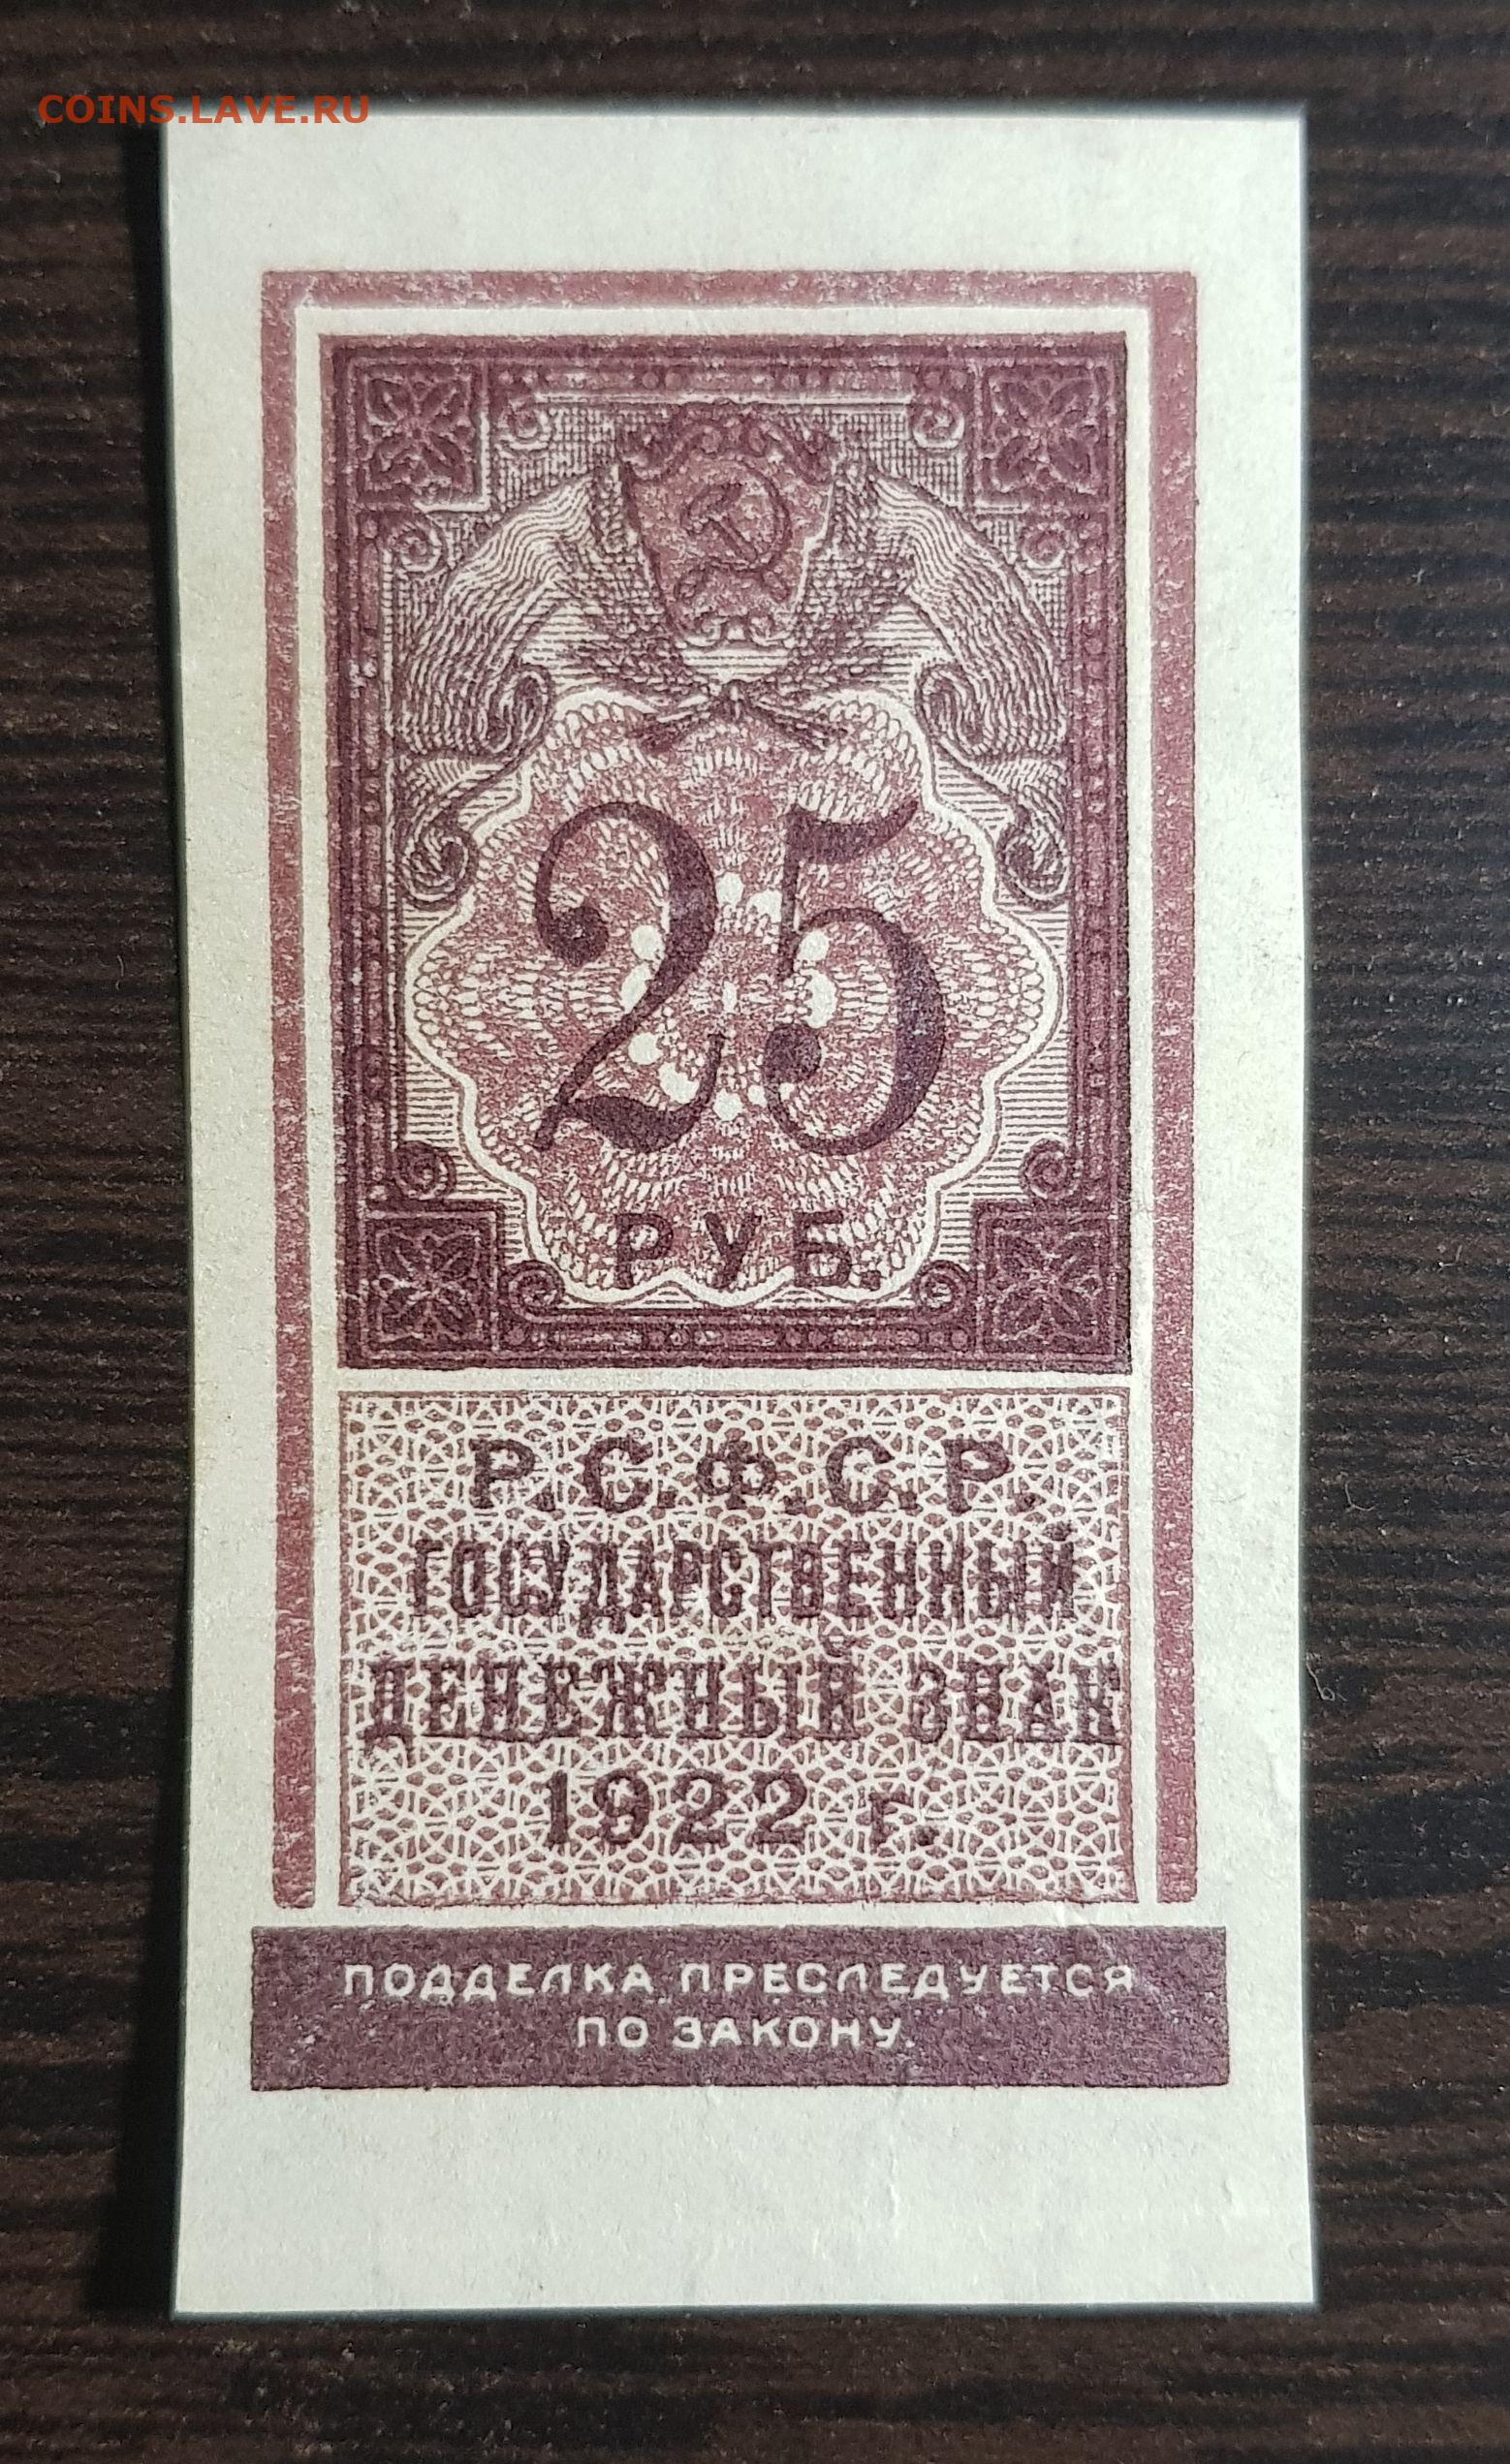 COINS.LAVE.RU
25
РУБ.
Р.С.Ф.С.Р.
ГОСУДАРСТВЕННЫЙ
ДЕНЕЖНЫЙ ЗНАК
1922 г.
ПОДДЕЛКА ПРЕСЛЕДУЕТСЯ
ПО ЗАКОНУ.